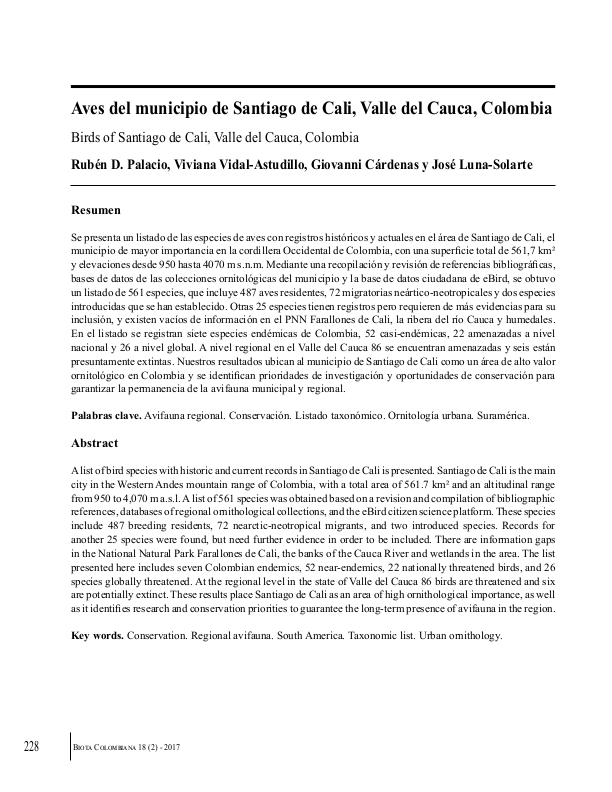 Aves del municipio de Santiago de Cali, Valle del Cauca, Colombia
Birds of Santiago de Cali, Valle del Cauca, Colombia
Rubén D. Palacio, Viviana Vidal-Astudillo, Giovanni Cárdenas y José Luna-Solarte
Resumen
Se presenta un listado de las especies de aves con registros históricos y actuales en el área de Santiago de Cali, el
municipio de mayor importancia en la cordillera Occidental de Colombia, con una superficie total de 561,7 km²
y elevaciones desde 950 hasta 4070 m s.n.m. Mediante una recopilación y revisión de referencias bibliográficas,
bases de datos de las colecciones ornitológicas del municipio y la base de datos ciudadana de eBird, se obtuvo
un listado de 561 especies, que incluye 487 aves residentes, 72 migratorias neártico-neotropicales y dos especies
introducidas que se han establecido. Otras 25 especies tienen registros pero requieren de más evidencias para su
inclusión, y existen vacíos de información en el PNN Farallones de Cali, la ribera del río Cauca y humedales.
En el listado se registran siete especies endémicas de Colombia, 52 casi-endémicas, 22 amenazadas a nivel
nacional y 26 a nivel global. A nivel regional en el Valle del Cauca 86 se encuentran amenazadas y seis están
presuntamente extintas. Nuestros resultados ubican al municipio de Santiago de Cali como un área de alto valor
ornitológico en Colombia y se identifican prioridades de investigación y oportunidades de conservación para
garantizar la permanencia de la avifauna municipal y regional.
Palabras clave. Avifauna regional. Conservación. Listado taxonómico. Ornitología urbana. Suramérica.
Abstract
A list of bird species with historic and current records in Santiago de Cali is presented. Santiago de Cali is the main
city in the Western Andes mountain range of Colombia, with a total area of 561.7 km² and an altitudinal range
from 950 to 4,070 m a.s.l. A list of 561 species was obtained based on a revision and compilation of bibliographic
references, databases of regional ornithological collections, and the eBird citizen science platform. These species
include 487 breeding residents, 72 nearetic-neotropical migrants, and two introduced species. Records for
another 25 species were found, but need further evidence in order to be included. There are information gaps
in the National Natural Park Farallones de Cali, the banks of the Cauca River and wetlands in the area. The list
presented here includes seven Colombian endemics, 52 near-endemics, 22 nationally threatened birds, and 26
species globally threatened. At the regional level in the state of Valle del Cauca 86 birds are threatened and six
are potentially extinct. These results place Santiago de Cali as an area of high ornithological importance, as well
as it identifies research and conservation priorities to guarantee the long-term presence of avifauna in the region.
Key words. Conservation. Regional avifauna. South America. Taxonomic list. Urban ornithology.
228
Biota Colombiana 18 (2) - 2017